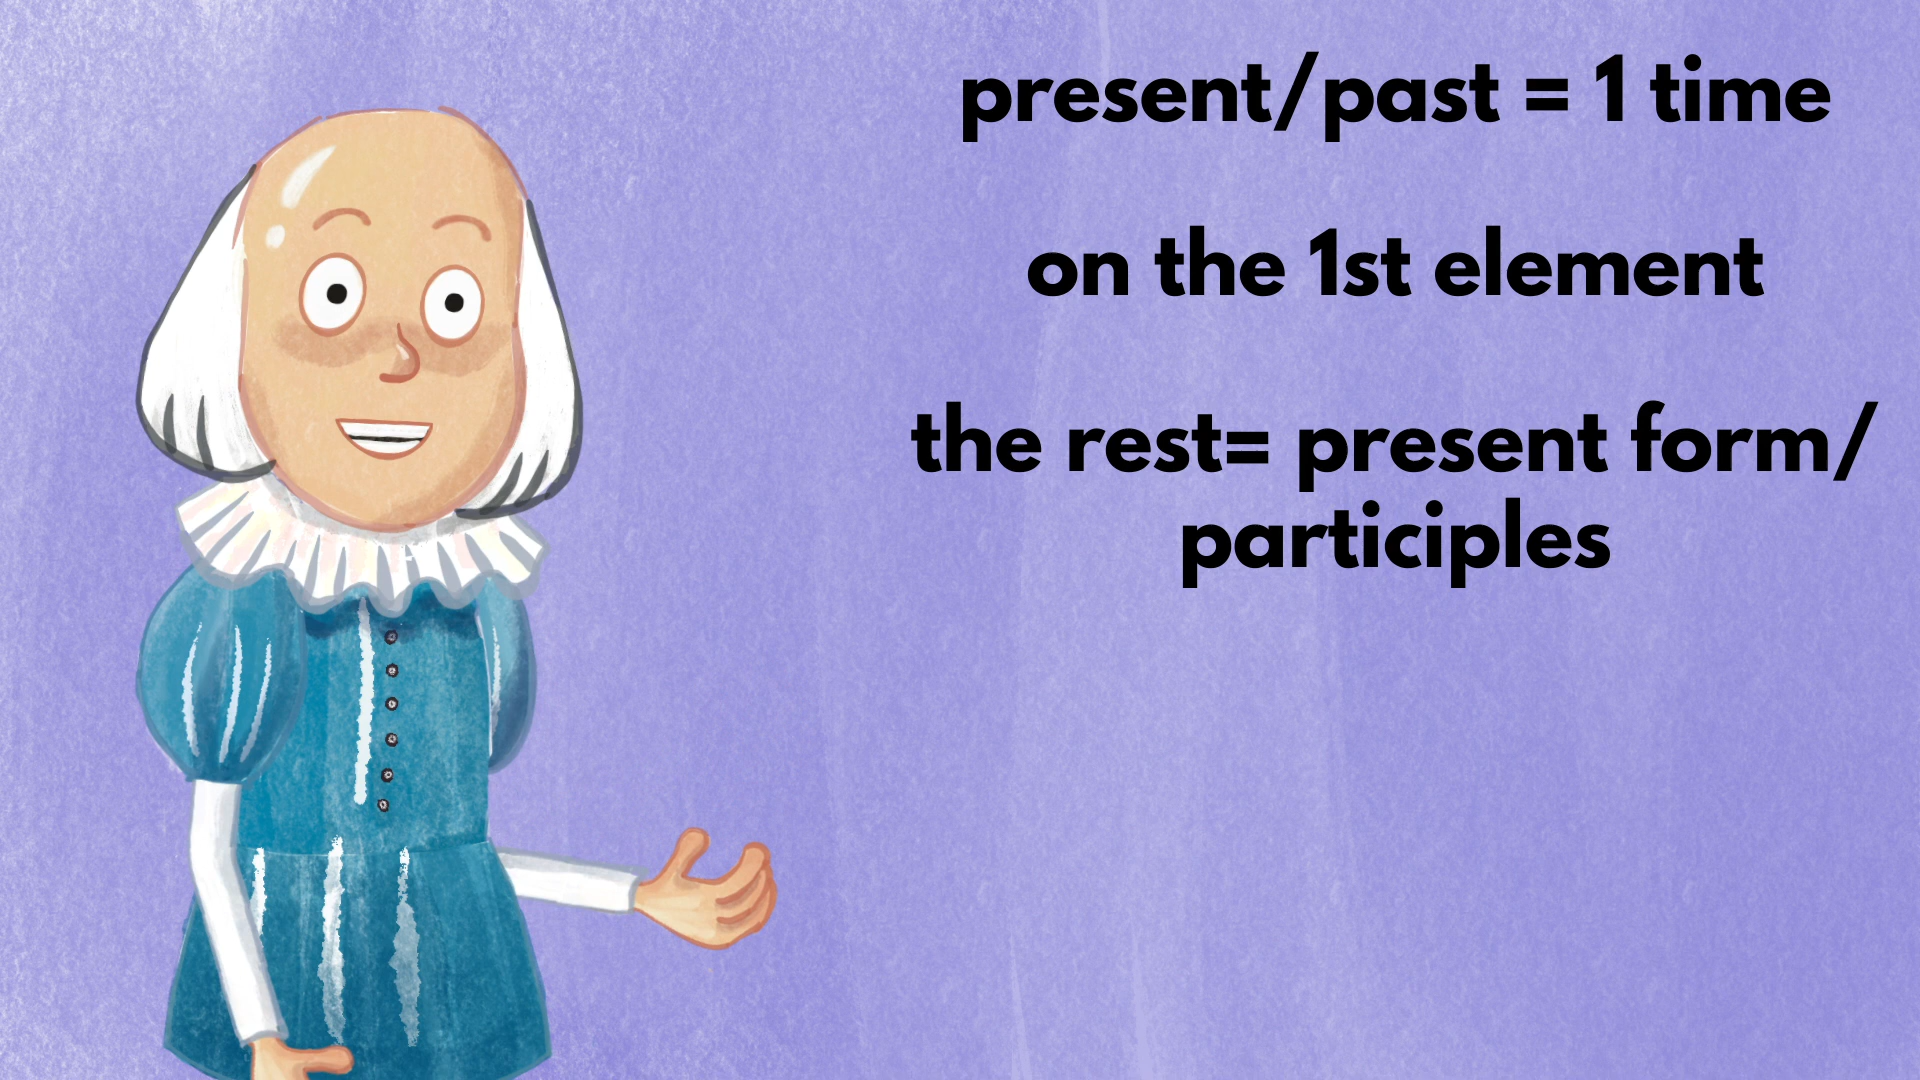 present/past = 1 time
on the 1st element
the rest= present form/
participles